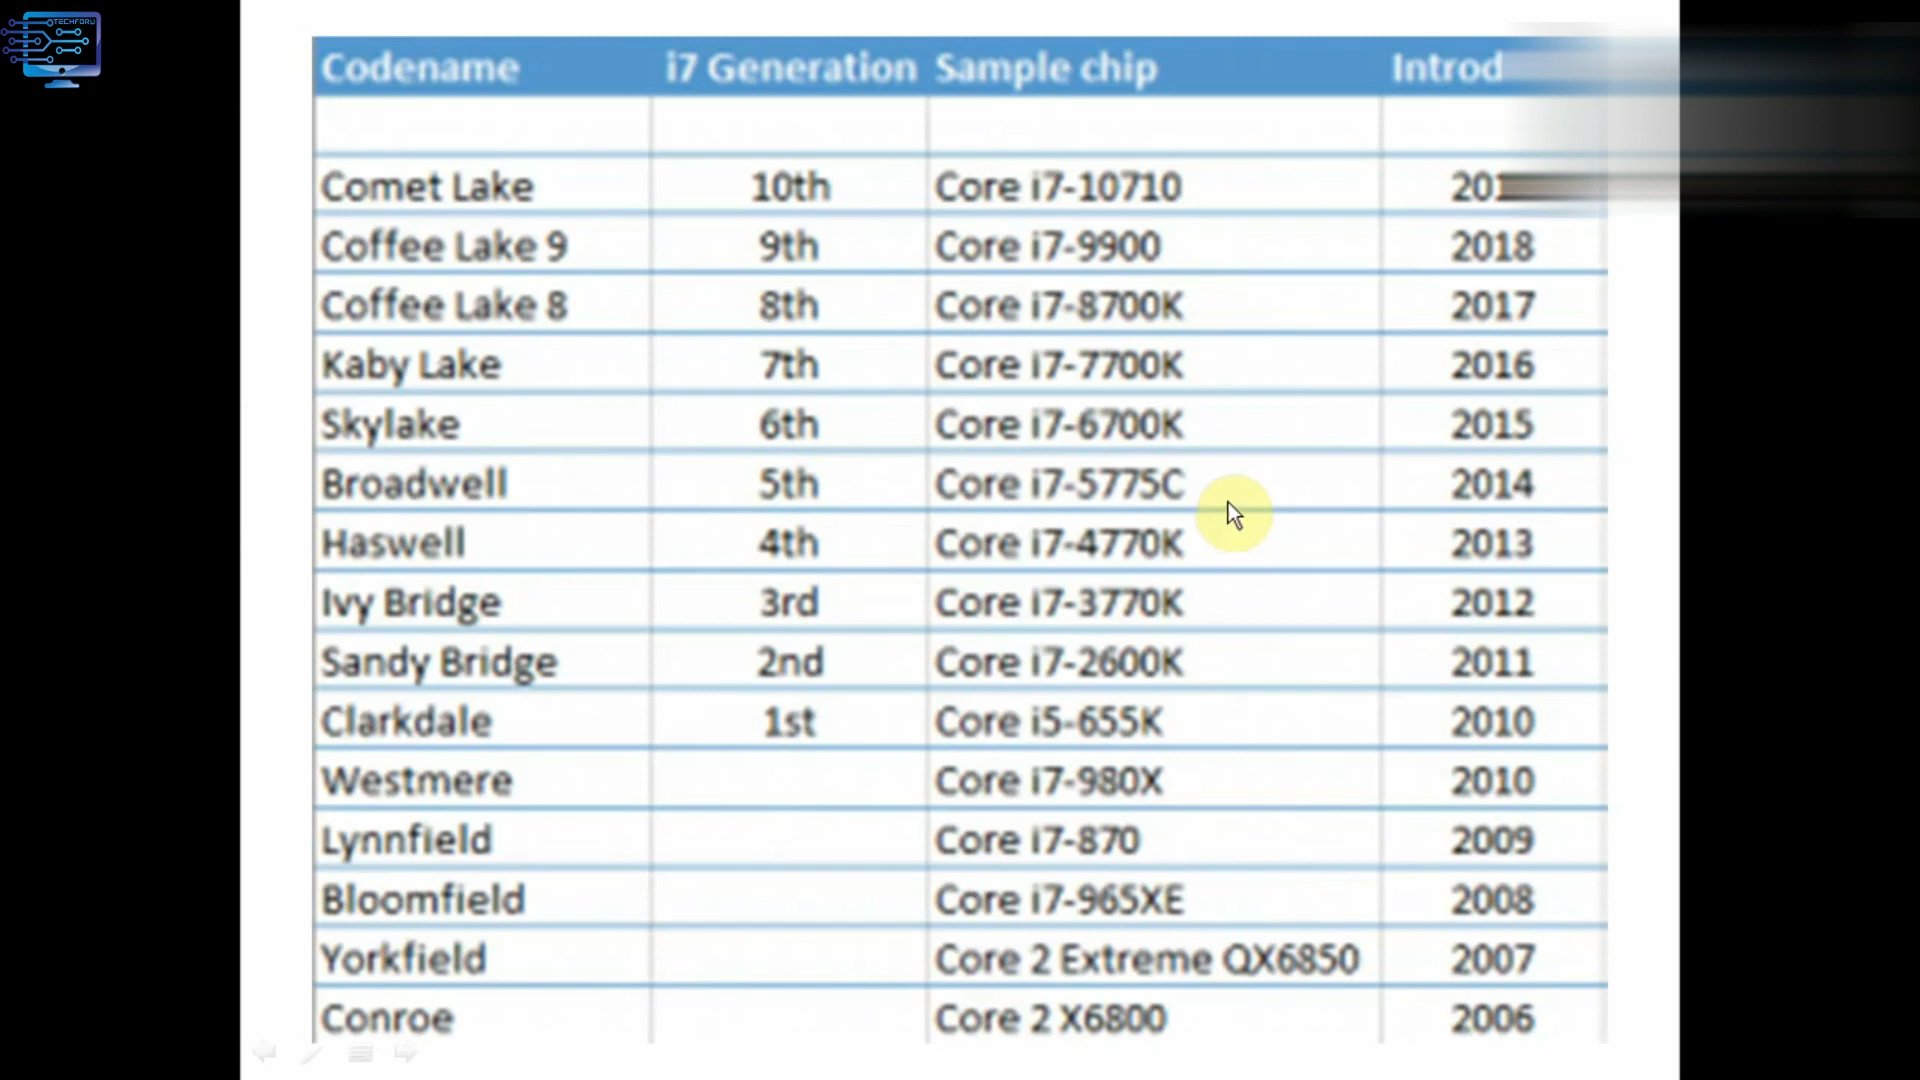 TECHFORU
Codename i7 Generation Sample chip Introd
Comet Lake 10th Core i7-10710 201
Coffee Lake 9 9th Core i7-9900 2018
Coffee Lake 8 8th Core i7-8700K 2017
Kaby Lake 7th Core i7-7700K 2016
Skylake 6th Core i7-6700K 2015
Broadwell 5th Core i7-5775C 2014
Haswell 4th Core i7-4770K 2013
Ivy Bridge 3rd Core i7-3770K 2012
Sandy Bridge 2nd Core i7-2600K 2011
Clarkdale 1st Core i5-655K 2010
Westmere Core i7-980X 2010
Lynnfield Core i7-870 2009
Bloomfield Core i7-965XE 2008
Yorkfield Core 2 Extreme QX6850 2007
Conroe Core 2 X6800 2006